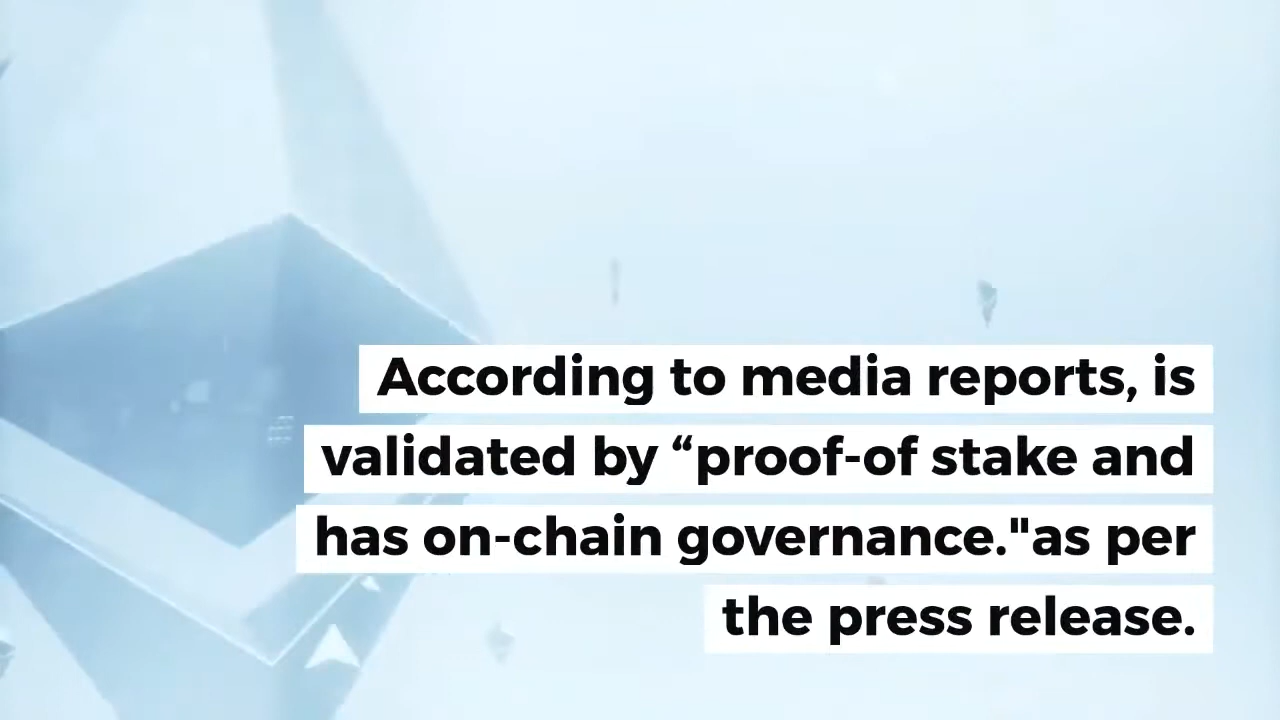 According to media reports, is
validated by “proof-of stake and
has on-chain governance."as per
the press release.